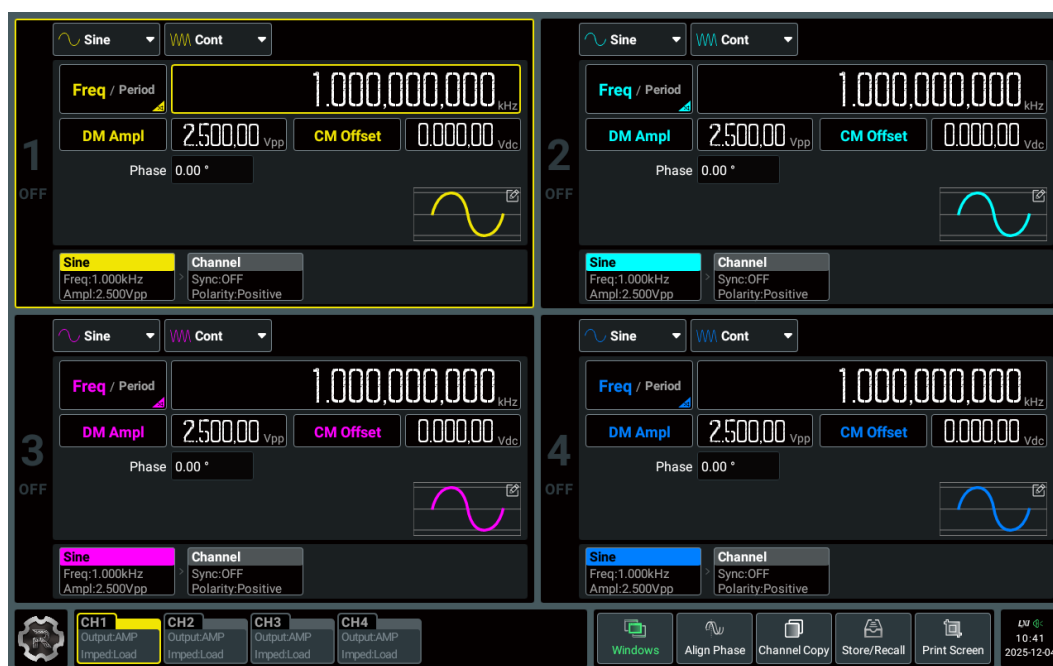 Sine Cont
Freq / Period 1.000,000,000 kHz
DM Ampl 2.500,00 Vpp CM Offset 0.000,00 Vdc
1
Phase 0.00 °
OFF
Sine Channel
Freq:1.000kHz > Sync:OFF
Ampl:2.500Vpp Polarity:Positive
Sine Cont
Freq / Period 1.000,000,000 kHz
DM Ampl 2.500,00 Vpp CM Offset 0.000,00 Vdc
2
Phase 0.00 °
OFF
Sine Channel
Freq:1.000kHz > Sync:OFF
Ampl:2.500Vpp Polarity:Positive
Sine Cont
Freq / Period 1.000,000,000 kHz
DM Ampl 2.500,00 Vpp CM Offset 0.000,00 Vdc
3
Phase 0.00 °
OFF
Sine Channel
Freq:1.000kHz > Sync:OFF
Ampl:2.500Vpp Polarity:Positive
Sine Cont
Freq / Period 1.000,000,000 kHz
DM Ampl 2.500,00 Vpp CM Offset 0.000,00 Vdc
4
Phase 0.00 °
OFF
Sine Channel
Freq:1.000kHz > Sync:OFF
Ampl:2.500Vpp Polarity:Positive
CH1 CH2 CH3 CH4
Output:AMP Output:AMP Output:AMP Output:AMP
Imped:Load Imped:Load Imped:Load Imped:Load
Windows Align Phase Channel Copy Store/Recall Print Screen
LXI
10:41
2025-12-04